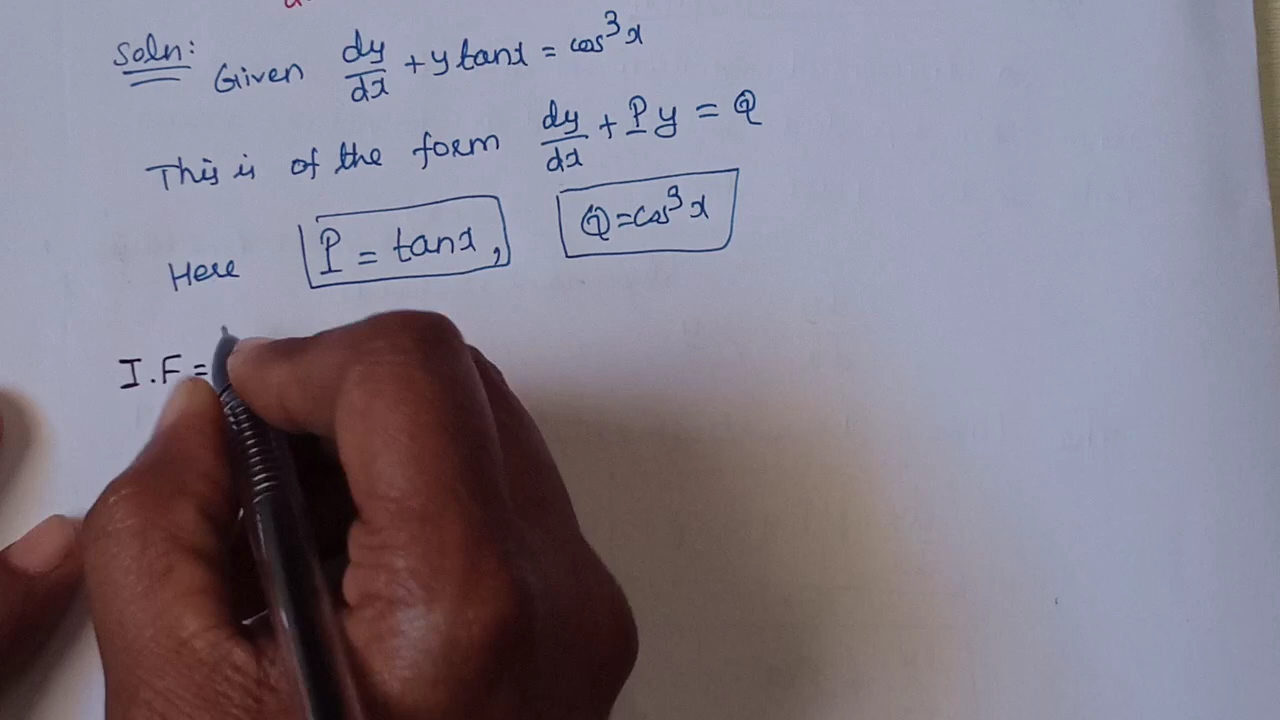 Soln:
Given dy/dx + y tanx = cos³x
This is of the form dy/dx + Py = Q
Here P = tanx, Q = cos³x
I.F =